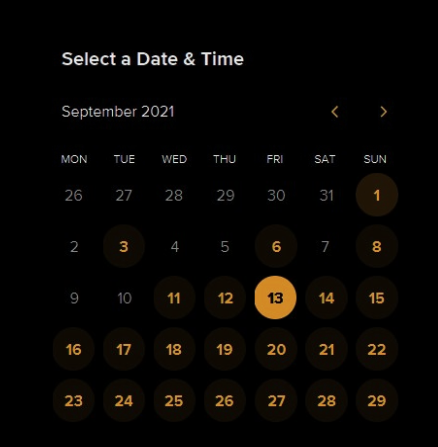 Select a Date & Time
September 2021
MON TUE WED THU FRI SAT SUN
26 27 28 29 30 31 1
2 3 4 5 6 7 8
9 10 11 12 13 14 15
16 17 18 19 20 21 22
23 24 25 26 27 28 29